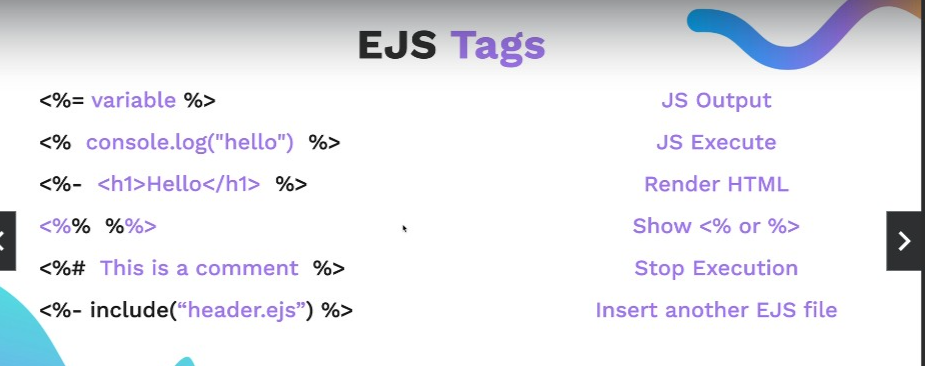 EJS Tags
<%= variable %> JS Output
<% console.log("hello") %> JS Execute
<%- <h1>Hello</h1> %> Render HTML
<%% %%> Show <% or %>
<%# This is a comment %> Stop Execution
<%- include(“header.ejs”) %> Insert another EJS file